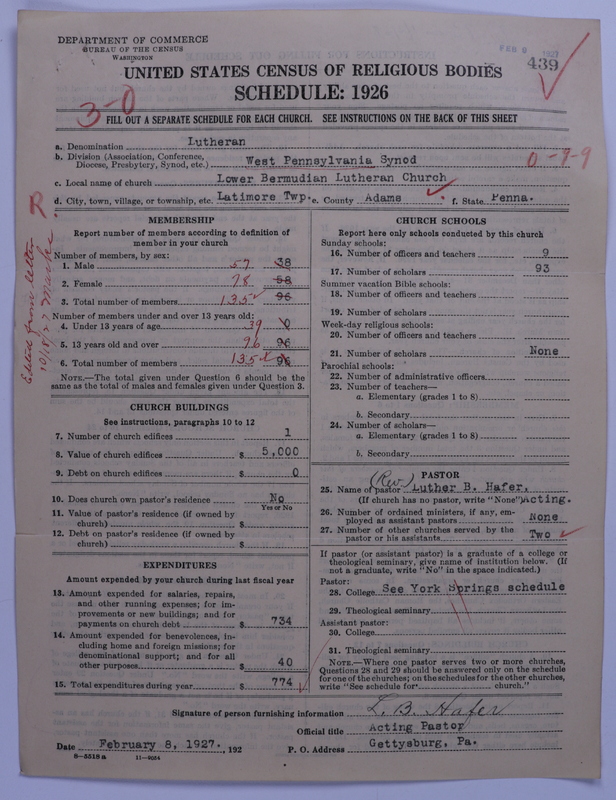 DEPARTMENT OF COMMERCE
BUREAU OF THE CENSUS
WASHINGTON
FEB 9 1927
439
UNITED STATES CENSUS OF RELIGIOUS BODIES
SCHEDULE: 1926
3-0
FILL OUT A SEPARATE SCHEDULE FOR EACH CHURCH. SEE INSTRUCTIONS ON THE BACK OF THIS SHEET
a. Denomination Lutheran
b. Division (Association, Conference, Diocese, Presbytery, Synod, etc.) West Pennsylvania Synod
0-9-9
c. Local name of church Lower Bermudian Lutheran Church
d. City, town, village, or township, etc. Latimore Twp. e. County Adams f. State Penna.
R
Edited from letter
10/18/27
MEMBERSHIP
Report number of members according to definition of member in your church
Number of members, by sex:
1. Male 57 38
2. Female 78 58
3. Total number of members 135 96
Number of members under and over 13 years old:
4. Under 13 years of age 39 0
5. 13 years old and over 96 96
6. Total number of members 135 96
NOTE.—The total given under Question 6 should be the same as the total of males and females given under Question 3.
CHURCH BUILDINGS
See instructions, paragraphs 10 to 12
7. Number of church edifices 1
8. Value of church edifices $ 5,000
9. Debt on church edifices $ 0
10. Does church own pastor's residence No
Yes or No
11. Value of pastor's residence (if owned by church) $
12. Debt on pastor's residence (if owned by church) $
EXPENDITURES
Amount expended by your church during last fiscal year
13. Amount expended for salaries, repairs, and other running expenses; for improvements or new buildings; and for payments on church debt $ 734
14. Amount expended for benevolences, including home and foreign missions; for denominational support; and for all other purposes $ 40
15. Total expenditures during year $ 774
CHURCH SCHOOLS
Report here only schools conducted by this church
Sunday schools:
16. Number of officers and teachers 9
17. Number of scholars 93
Summer vacation Bible schools:
18. Number of officers and teachers
19. Number of scholars
Week-day religious schools:
20. Number of officers and teachers
21. Number of scholars None
Parochial schools:
22. Number of administrative officers
23. Number of teachers—
a. Elementary (grades 1 to 8)
b. Secondary
24. Number of scholars—
a. Elementary (grades 1 to 8)
b. Secondary
PASTOR
(Rev)
25. Name of pastor Luther B. Hafer,
(If church has no pastor, write "None") Acting.
26. Number of ordained ministers, if any, employed as assistant pastors None
27. Number of other churches served by the pastor or his assistants Two
If pastor (or assistant pastor) is a graduate of a college or theological seminary, give name of institution below. (If not a graduate, write "No" in the space indicated.)
Pastor:
28. College See York Springs schedule
29. Theological seminary
Assistant pastor:
30. College
31. Theological seminary
NOTE.—Where one pastor serves two or more churches, Questions 28 and 29 should be answered only on the schedule for one of the churches; on the schedules for the other churches, write "See schedule for church."
Signature of person furnishing information L. B. Hafer
Official title Acting Pastor
Date February 8, 1927., 192 P. O. Address Gettysburg, Pa.
8-5518a 11-9054